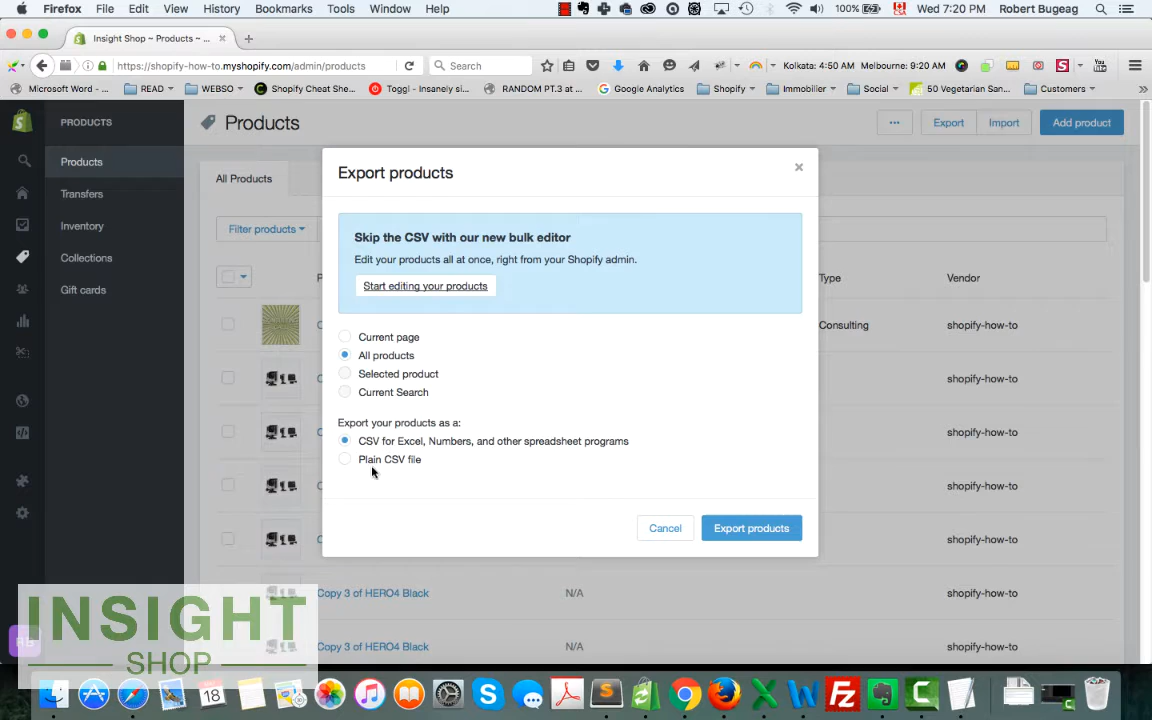 Firefox File Edit View History Bookmarks Tools Window Help 100% Wed 7:20 PM Robert Bugeag
Insight Shop ~ Products ~ ...
https://shopify-how-to.myshopify.com/admin/products Search Kolkata: 4:50 AM Melbourne: 9:20 AM
Microsoft Word - ... READ WEBSO Shopify Cheat She... Toggl - Insanely si... RANDOM PT.3 at ... Google Analytics Shopify Immobilier Social 50 Vegetarian San... Customers
PRODUCTS
Products
Transfers
Inventory
Collections
Gift cards
Products
... Export Import Add product
All Products
Filter products
Type Vendor
Consulting shopify-how-to
shopify-how-to
shopify-how-to
shopify-how-to
shopify-how-to
Copy 3 of HERO4 Black N/A shopify-how-to
Copy 3 of HERO4 Black N/A shopify-how-to
Export products
Skip the CSV with our new bulk editor
Edit your products all at once, right from your Shopify admin.
Start editing your products
Current page
All products
Selected product
Current Search
Export your products as a:
CSV for Excel, Numbers, and other spreadsheet programs
Plain CSV file
Cancel Export products
INSIGHT
SHOP
18